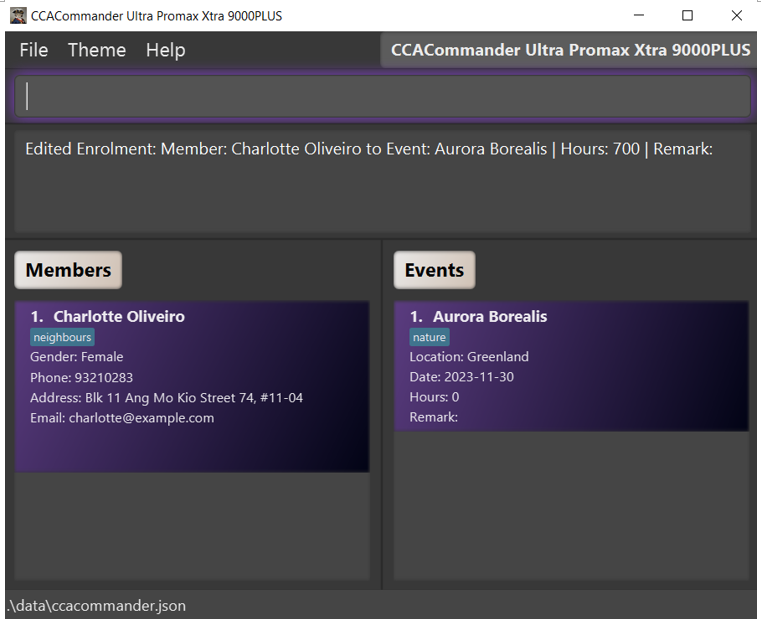 CCACommander Ultra Promax Xtra 9000PLUS
File Theme Help CCACommander Ultra Promax Xtra 9000PLUS
Edited Enrolment: Member: Charlotte Oliveiro to Event: Aurora Borealis | Hours: 700 | Remark:
Members
1. Charlotte Oliveiro
neighbours
Gender: Female
Phone: 93210283
Address: Blk 11 Ang Mo Kio Street 74, #11-04
Email: charlotte@example.com
Events
1. Aurora Borealis
nature
Location: Greenland
Date: 2023-11-30
Hours: 0
Remark:
.\data\ccacommander.json